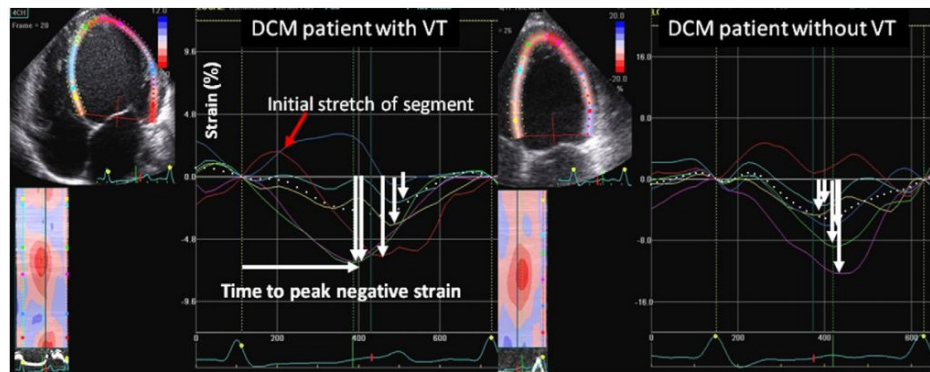 4CH
Frame = 28
12.0
DCM patient with VT
9.6
4.8
0.0
-4.8
-9.6
Strain (%)
Initial stretch of segment
Time to peak negative strain
200
400
600
20.0
%
-20.0
DCM patient without VT
16.0
8.0
0.0
-8.0
-16.0
200
400